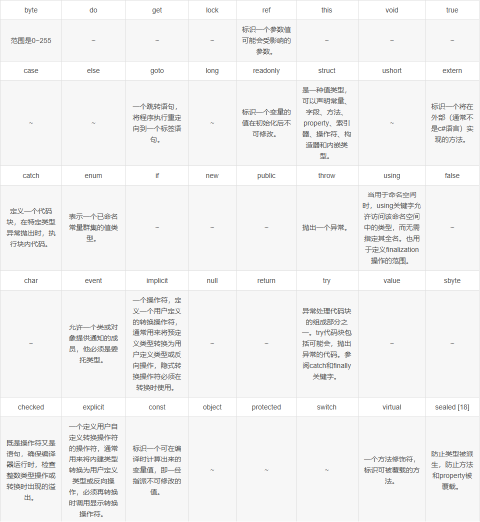 byte do get lock ref this void true
范围是0~255 ~ ~ ~ 标识一个参数值 ~ ~ ~
可能会受影响的
参数。
case else goto long readonly struct ushort extern
~ ~ 一个跳转语句，
将程序执行重定
向到一个标签语
句。
~ 标识一个变量的
值在初始化后不
可修改。
是一种值类型，
可以声明常量、
字段、方法、
property、索引
器、操作符、构
造器和内嵌类
型。
~ 标识一个将在
外部（通常不
是c#语言）实
现的方法。
catch enum if new public throw using false
定义一个代码
块，在特定类型
异常抛出时，执
行块内代码。
表示一个已命名
常量群集的值类
型。
~ ~ ~ 抛出一个异常。
当用于命名空间
时，using关键字允
许访问该命名空间
中的类型，而无需
指定其全名。也用
于定义finalization
操作的范围。
~
char event implicit null return try value sbyte
~ 允许一个类或对
象提供通知的成
员，他必须是委
托类型。
一个操作符，定
义一个用户定义
的转换操作符，
通常用来将预定
义类型转换为用
户定义类型或反
向操作，隐式转
换操作符必须在
转换时使用。
~ ~ 异常处理代码块
的组成部分之
一。try代码块包
括可能会，抛出
异常的代码。参
阅catch和finally
关键字。
~ ~
checked explicit const object protected switch virtual sealed [18]
既是操作符又是
语句，确保编译
器运行时，检查
整数类型操作或
转换时出现的溢
出。
一个定义用户自
定义转换操作符
的操作符，通常
用来将内建类型
转换为用户定义
类型或反向操
作，必须再转换
时调用显示转换
操作符。
标识一个可在编
译时计算出来的
变量值，即一经
指派不可修改的
值。
~ ~ ~ 一个方法修饰符，
标识可被覆载的方
法。
防止类型被派
生，防止方法
和property被
覆载。